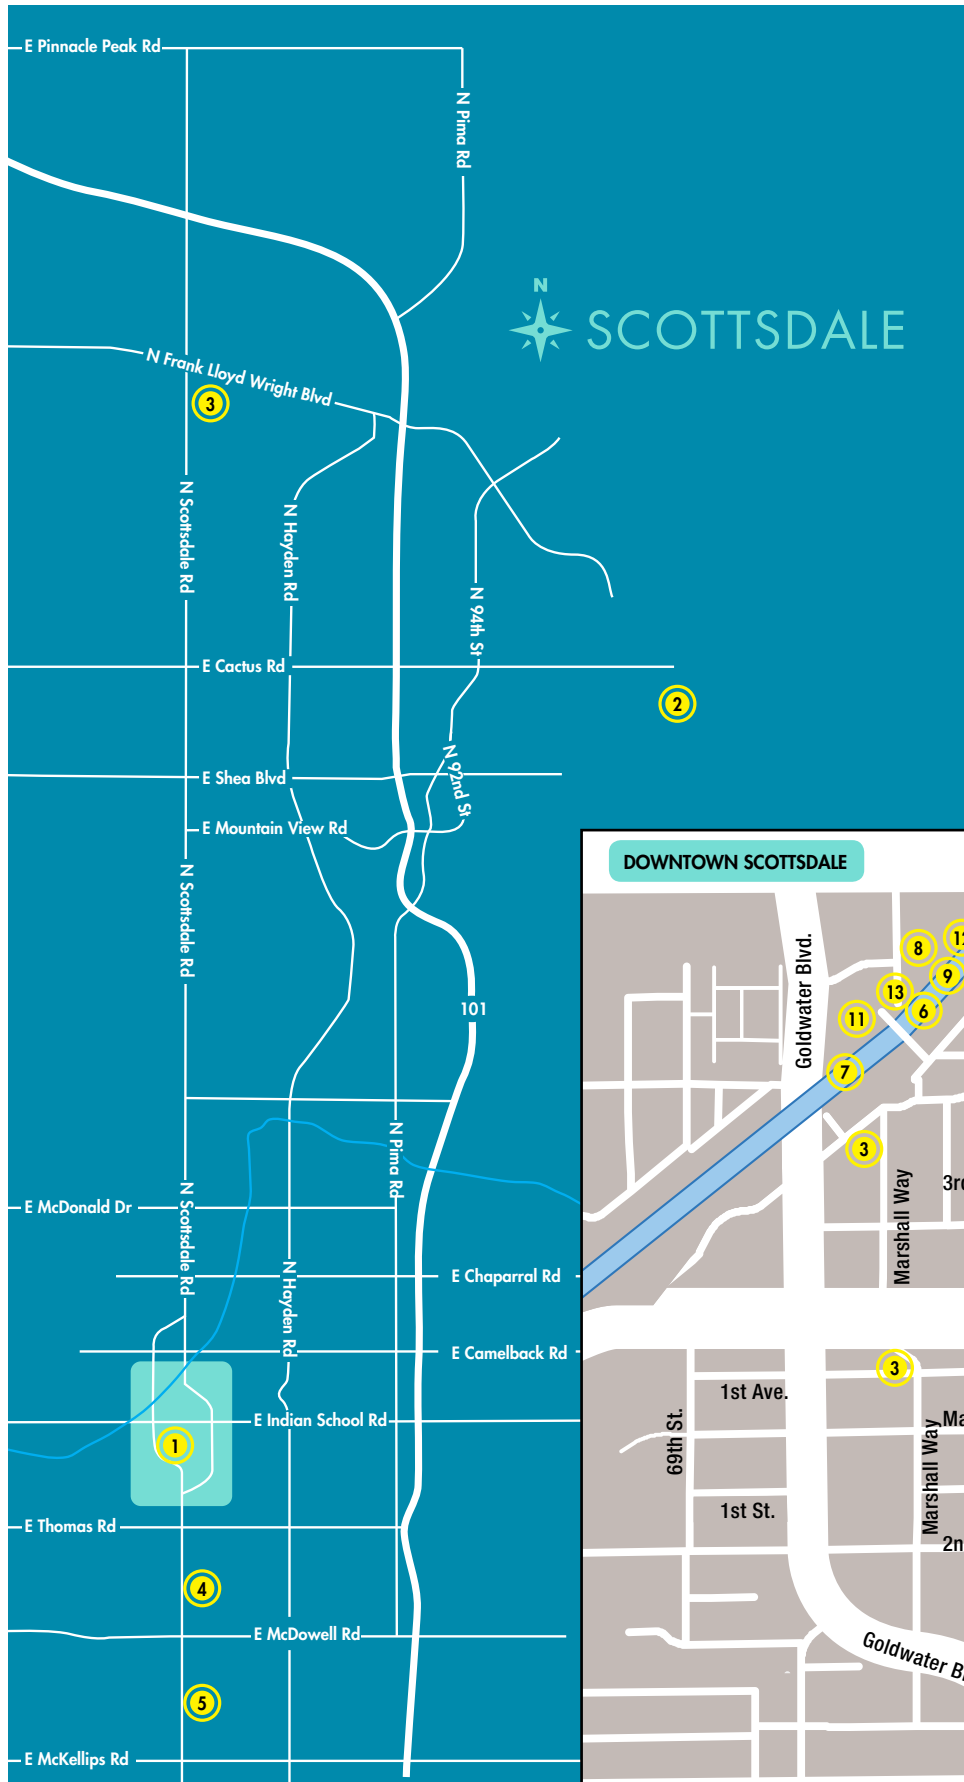 E Pinnacle Peak Rd
N Pima Rd
N
SCOTTSDALE
N Frank Lloyd Wright Blvd
3
N Scottsdale Rd
N Hayden Rd
N 94th St
E Cactus Rd
2
N 92nd St
E Shea Blvd
E Mountain View Rd
N Scottsdale Rd
101
N Pima Rd
N Scottsdale Rd
E McDonald Dr
N Hayden Rd
E Chaparral Rd
E Camelback Rd
E Indian School Rd
1
E Thomas Rd
4
E McDowell Rd
5
E McKellips Rd
DOWNTOWN SCOTTSDALE
Goldwater Blvd.
8
12
9
13
6
11
7
3
Marshall Way
3rd
3
1st Ave.
69th St.
Marshall Way
Ma
1st St.
2n
Goldwater B